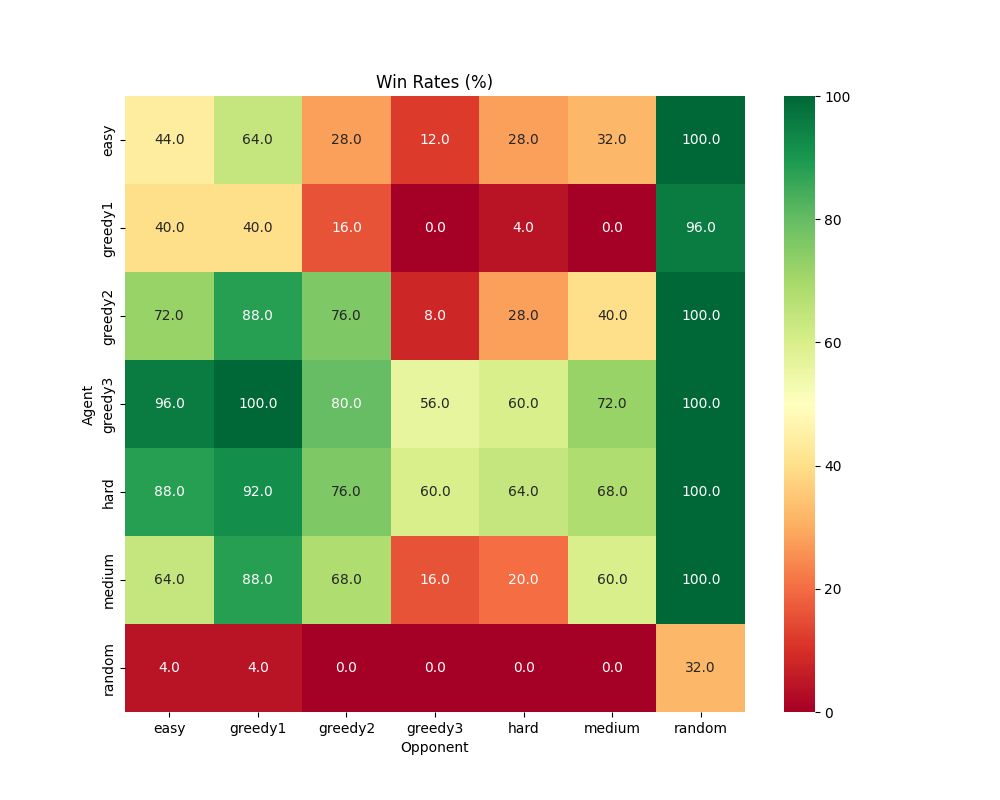 Win Rates (%)
Agent
easy 44.0 64.0 28.0 12.0 28.0 32.0 100.0
greedy1 40.0 40.0 16.0 0.0 4.0 0.0 96.0
greedy2 72.0 88.0 76.0 8.0 28.0 40.0 100.0
greedy3 96.0 100.0 80.0 56.0 60.0 72.0 100.0
hard 88.0 92.0 76.0 60.0 64.0 68.0 100.0
medium 64.0 88.0 68.0 16.0 20.0 60.0 100.0
random 4.0 4.0 0.0 0.0 0.0 0.0 32.0
easy greedy1 greedy2 greedy3 hard medium random
Opponent
100
80
60
40
20
0